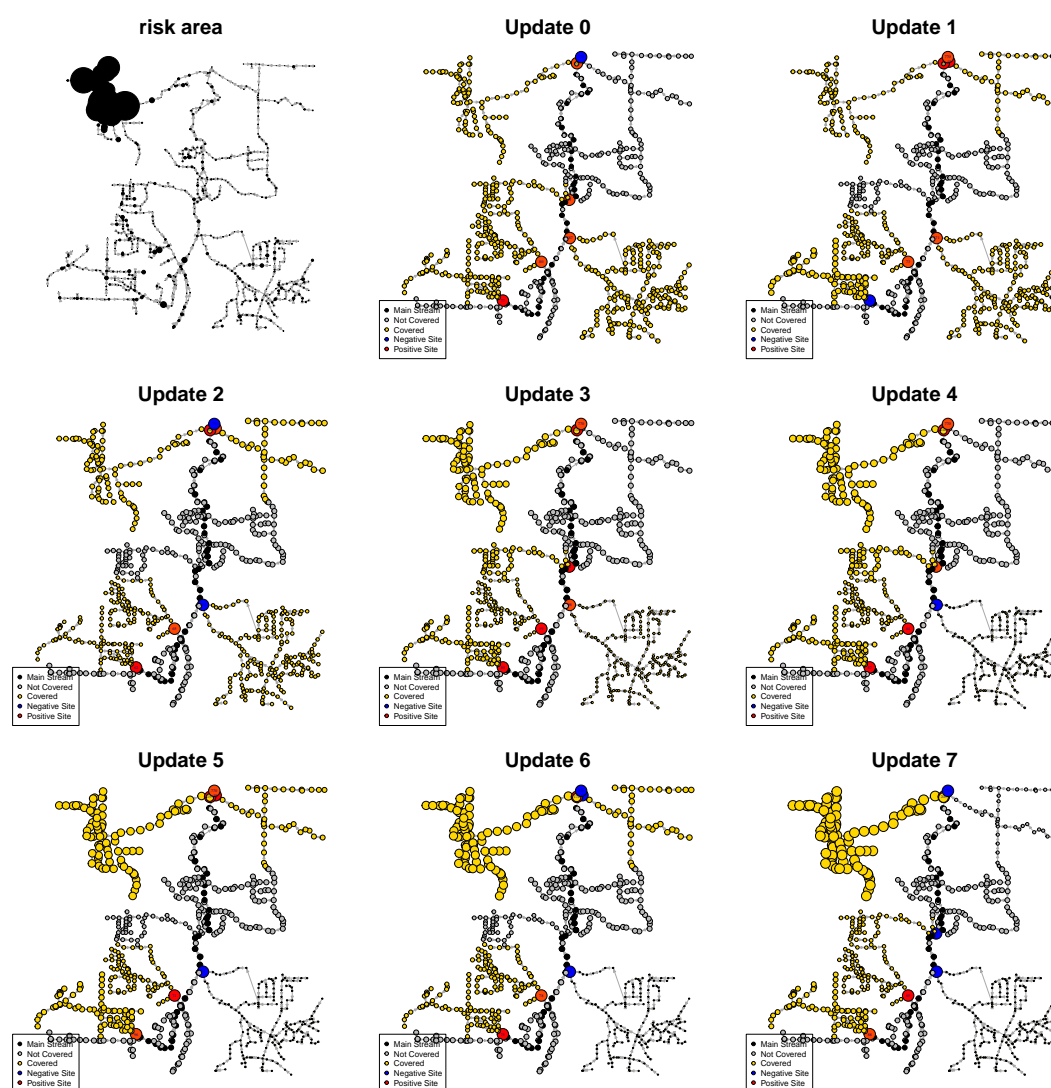 risk area
Update 0
Update 1
Main Stream
Not Covered
Covered
Negative Site
Positive Site
Main Stream
Not Covered
Covered
Negative Site
Positive Site
Update 2
Update 3
Update 4
Main Stream
Not Covered
Covered
Negative Site
Positive Site
Main Stream
Not Covered
Covered
Negative Site
Positive Site
Main Stream
Not Covered
Covered
Negative Site
Positive Site
Update 5
Update 6
Update 7
Main Stream
Not Covered
Covered
Negative Site
Positive Site
Main Stream
Not Covered
Covered
Negative Site
Positive Site
Main Stream
Not Covered
Covered
Negative Site
Positive Site